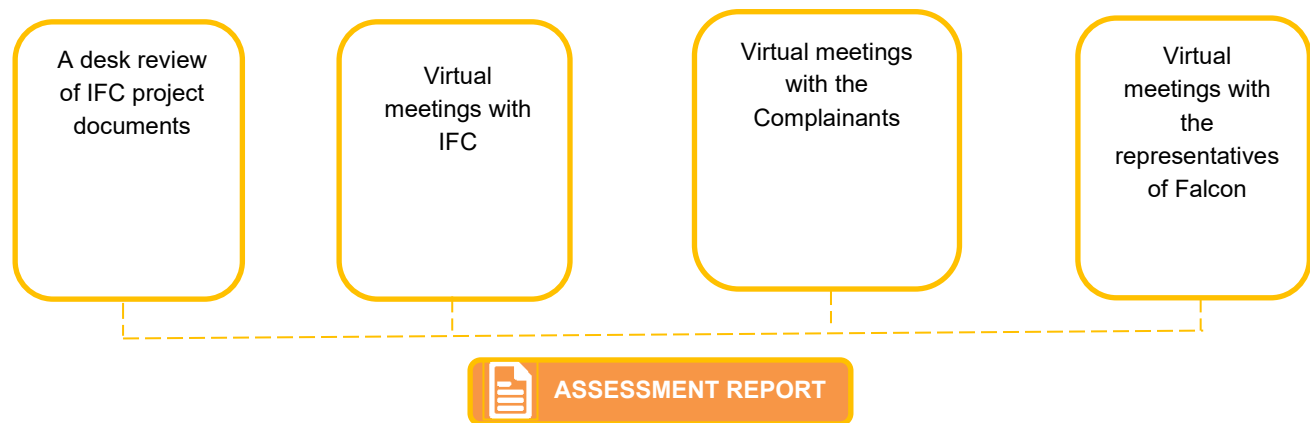 A desk review
of IFC project
documents
Virtual
meetings with
IFC
Virtual meetings
with the
Complainants
Virtual
meetings with
the
representatives
of Falcon
ASSESSMENT REPORT